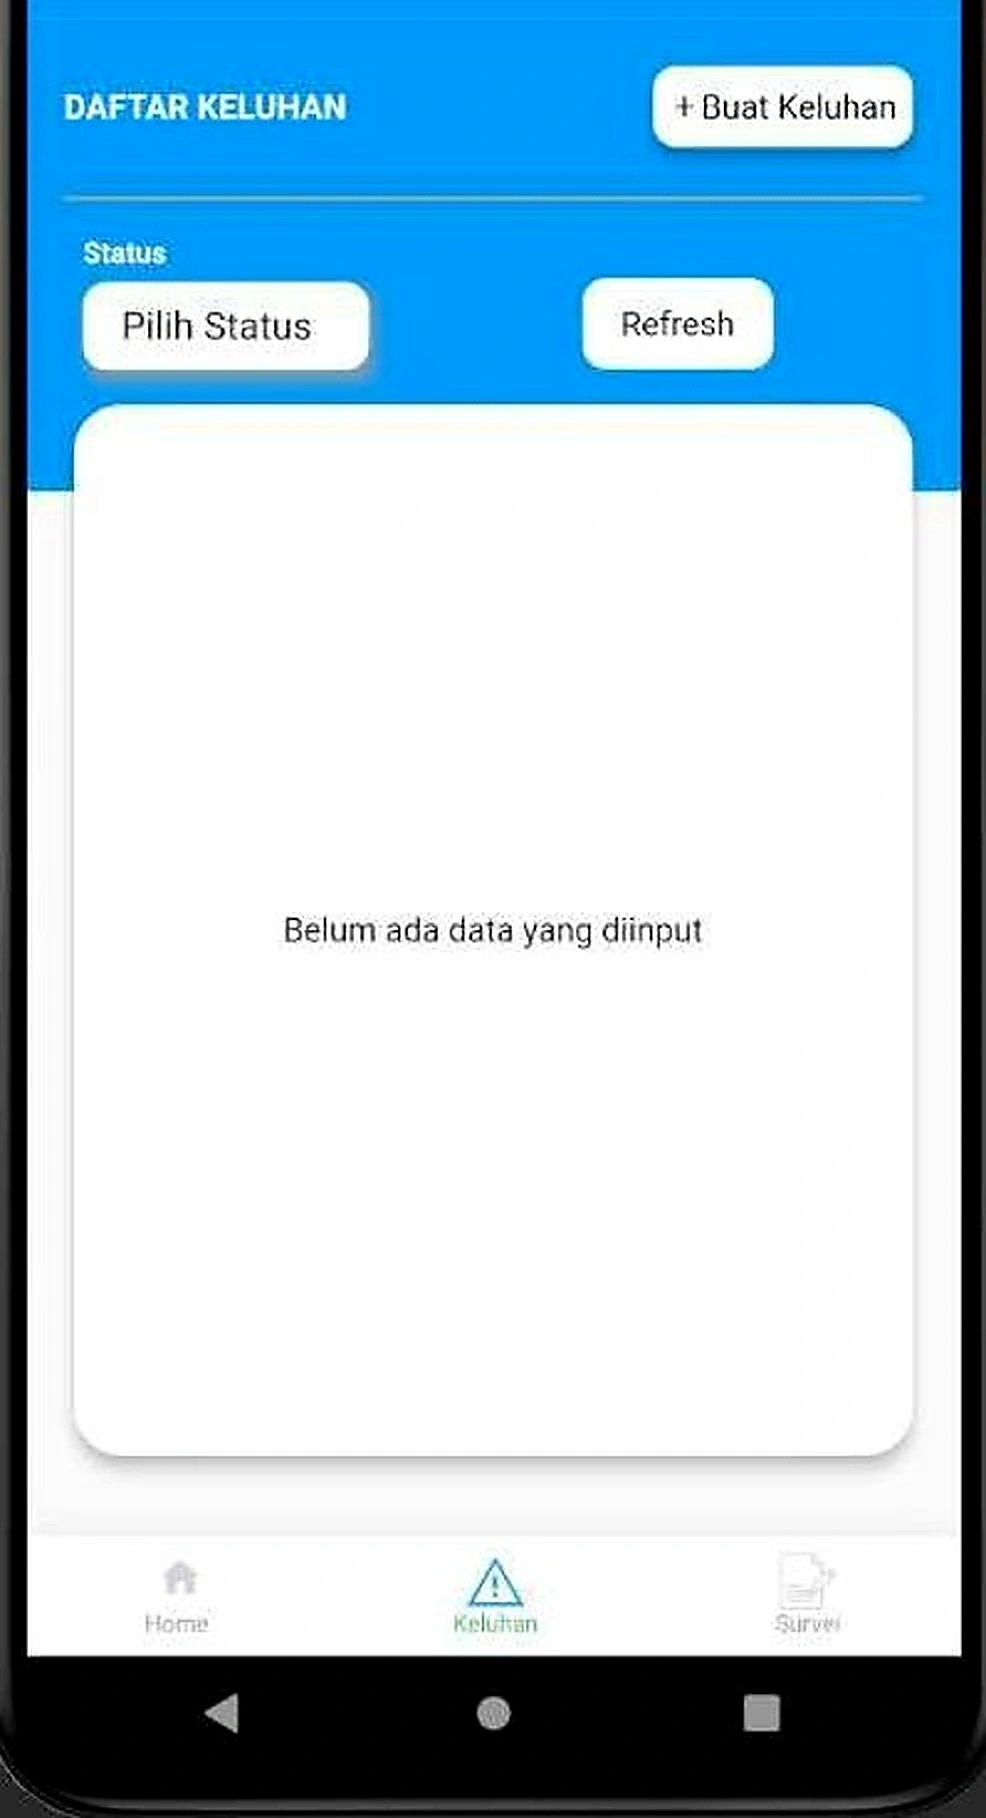 DAFTAR KELUHAN
+ Buat Keluhan
Status
Pilih Status
Refresh
Belum ada data yang diinput
Home
Keluhan
Survei